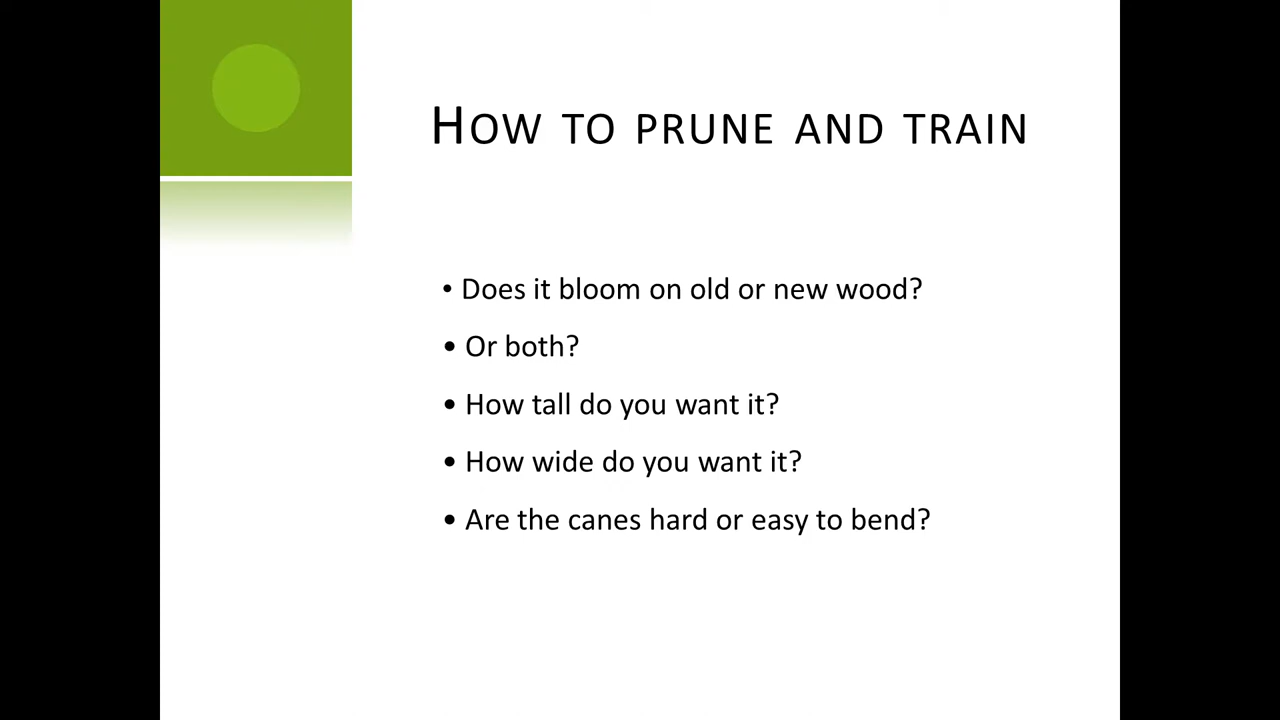 How to prune and train
• Does it bloom on old or new wood?
• Or both?
• How tall do you want it?
• How wide do you want it?
• Are the canes hard or easy to bend?